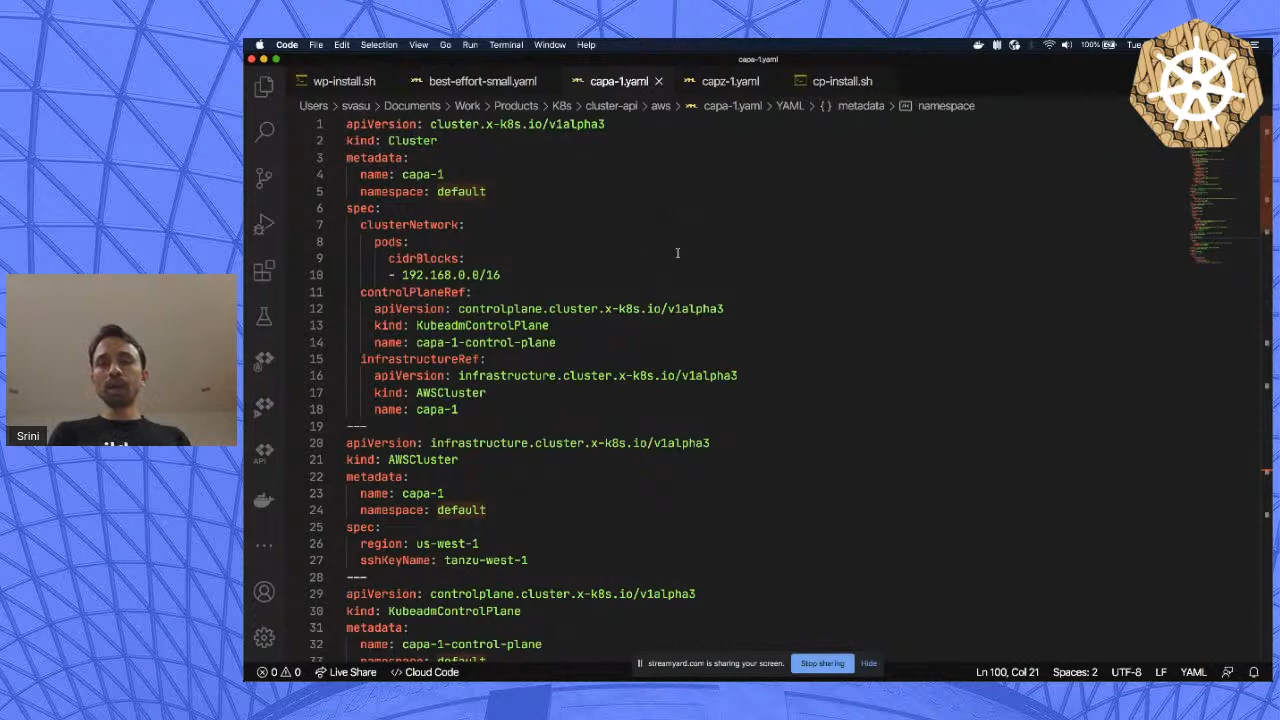 Code File Edit Selection View Go Run Terminal Window Help 100% Tue
capa-1.yaml
wp-install.sh best-effort-small.yaml capa-1.yaml capz-1.yaml cp-install.sh
Users svasu Documents Work Products K8s cluster-api aws capa-1.yaml YAML {} metadata namespace
1 apiVersion: cluster.x-k8s.io/v1alpha3
2 kind: Cluster
3 metadata:
4 name: capa-1
5 namespace: default
6 spec:
7 clusterNetwork:
8 pods:
9 cidrBlocks:
10 - 192.168.0.0/16
11 controlPlaneRef:
12 apiVersion: controlplane.cluster.x-k8s.io/v1alpha3
13 kind: KubeadmControlPlane
14 name: capa-1-control-plane
15 infrastructureRef:
16 apiVersion: infrastructure.cluster.x-k8s.io/v1alpha3
17 kind: AWSCluster
18 name: capa-1
19 ---
20 apiVersion: infrastructure.cluster.x-k8s.io/v1alpha3
21 kind: AWSCluster
22 metadata:
23 name: capa-1
24 namespace: default
25 spec:
26 region: us-west-1
27 sshKeyName: tanzu-west-1
28 ---
29 apiVersion: controlplane.cluster.x-k8s.io/v1alpha3
30 kind: KubeadmControlPlane
31 metadata:
32 name: capa-1-control-plane
33 namespace: default
API
Srini
streamyard.com is sharing your screen. Stop sharing Hide
0 0 Live Share Cloud Code Ln 100, Col 21 Spaces: 2 UTF-8 LF YAML